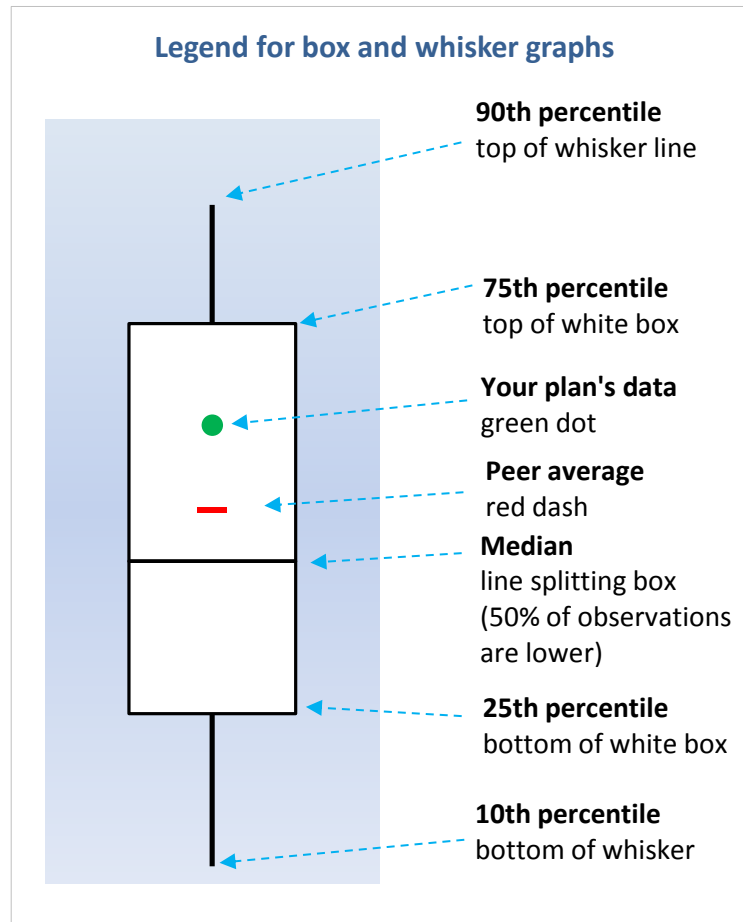 Legend for box and whisker graphs
90th percentile
top of whisker line
75th percentile
top of white box
Your plan's data
green dot
Peer average
red dash
Median
line splitting box
(50% of observations
are lower)
25th percentile
bottom of white box
10th percentile
bottom of whisker